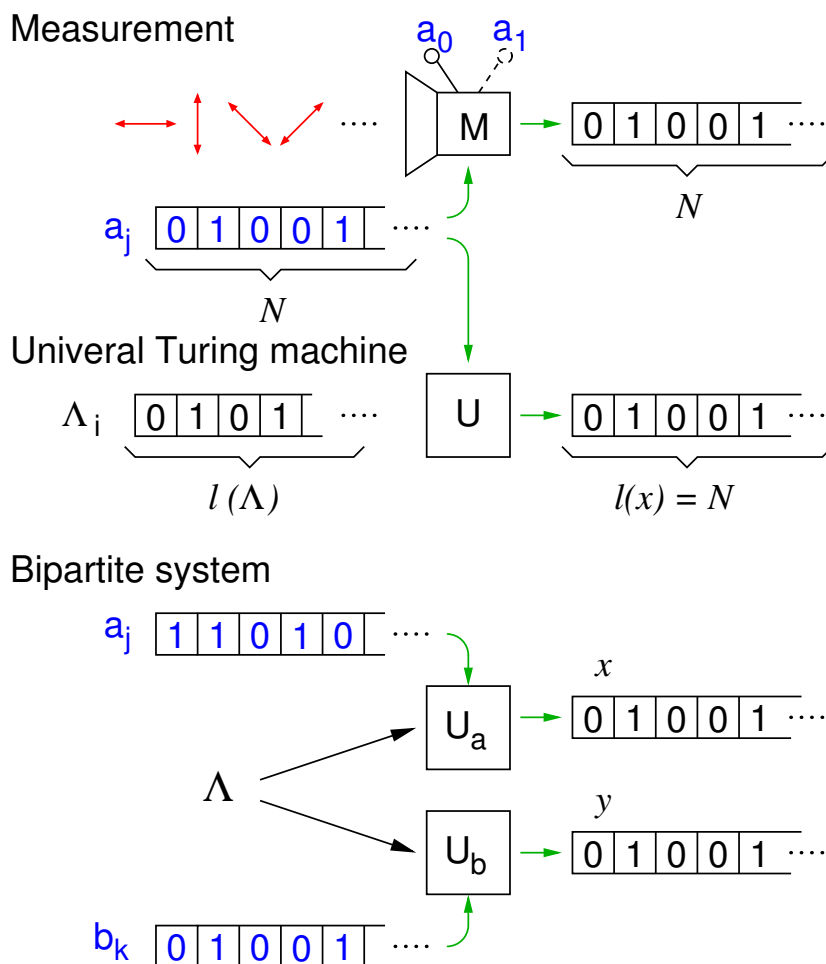 Measurement
a0 a1
.... M 0 1 0 0 1 ....
N
aj 0 1 0 0 1 ....
N
Univeral Turing machine
Λi 0 1 0 1 .... U 0 1 0 0 1 ....
l (Λ) l(x) = N
Bipartite system
aj 1 1 0 1 0 ....
x
Ua 0 1 0 0 1 ....
Λ
y
Ub 0 1 0 0 1 ....
bk 0 1 0 0 1 ....